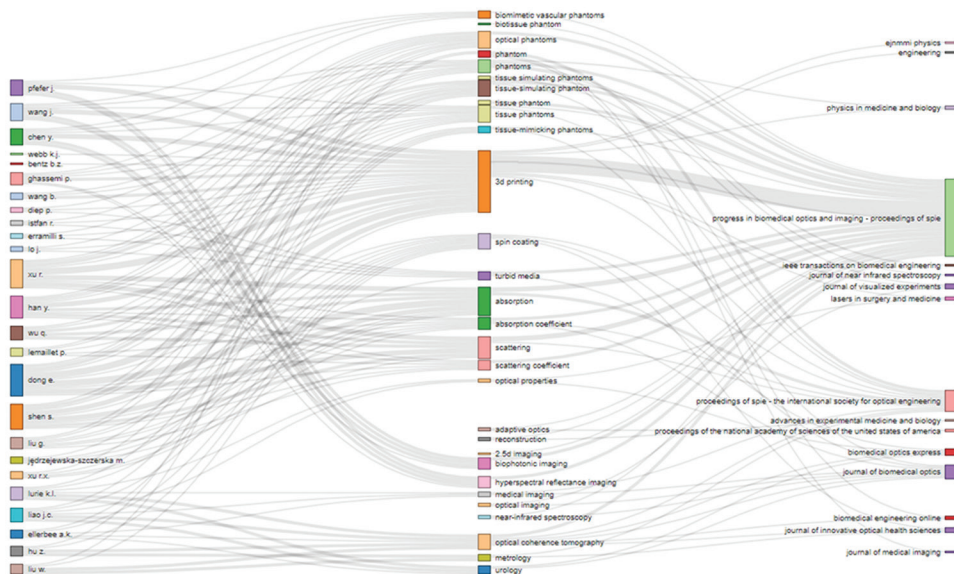 pfefer j.
wang j.
chen y.
webb k.j.
bentz b.z.
ghassemi p.
wang b.
diep p.
istfan r.
erramilli s.
lo j.
xu r.
han y.
wu q.
lemaillet p.
dong e.
shen s.
liu g.
jędrzejewska-szczerska m.
xu r.x.
lurie k.l.
liao j.c.
ellerbee a.k.
hu z.
liu w.
biomimetic vascular phantoms
biotissue phantom
optical phantoms
phantom
phantoms
tissue simulating phantoms
tissue-simulating phantom
tissue phantom
tissue phantoms
tissue-mimicking phantoms
3d printing
spin coating
turbid media
absorption
absorption coefficient
scattering
scattering coefficient
optical properties
adaptive optics
reconstruction
2.5d imaging
biophotonic imaging
hyperspectral reflectance imaging
medical imaging
optical imaging
near-infrared spectroscopy
optical coherence tomography
metrology
urology
ejnmmi physics
engineering
physics in medicine and biology
progress in biomedical optics and imaging - proceedings of spie
ieee transactions on biomedical engineering
journal of near infrared spectroscopy
journal of visualized experiments
lasers in surgery and medicine
proceedings of spie - the international society for optical engineering
advances in experimental medicine and biology
proceedings of the national academy of sciences of the united states of america
biomedical optics express
journal of biomedical optics
biomedical engineering online
journal of innovative optical health sciences
journal of medical imaging